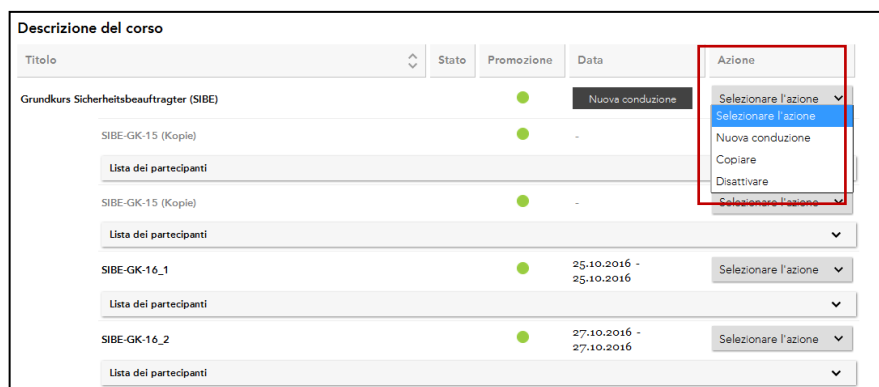 Descrizione del corso
Titolo Stato Promozione Data Azione
Grundkurs Sicherheitsbeauftragter (SIBE) Nuova conduzione Selezionare l'azione
Selezionare l'azione
Nuova conduzione
Copiare
Disattivare
SIBE-GK-15 (Kopie) -
Lista dei partecipanti
SIBE-GK-15 (Kopie) - Selezionare l'azione
Lista dei partecipanti
SIBE-GK-16_1 25.10.2016 - Selezionare l'azione
25.10.2016
Lista dei partecipanti
SIBE-GK-16_2 27.10.2016 - Selezionare l'azione
27.10.2016
Lista dei partecipanti